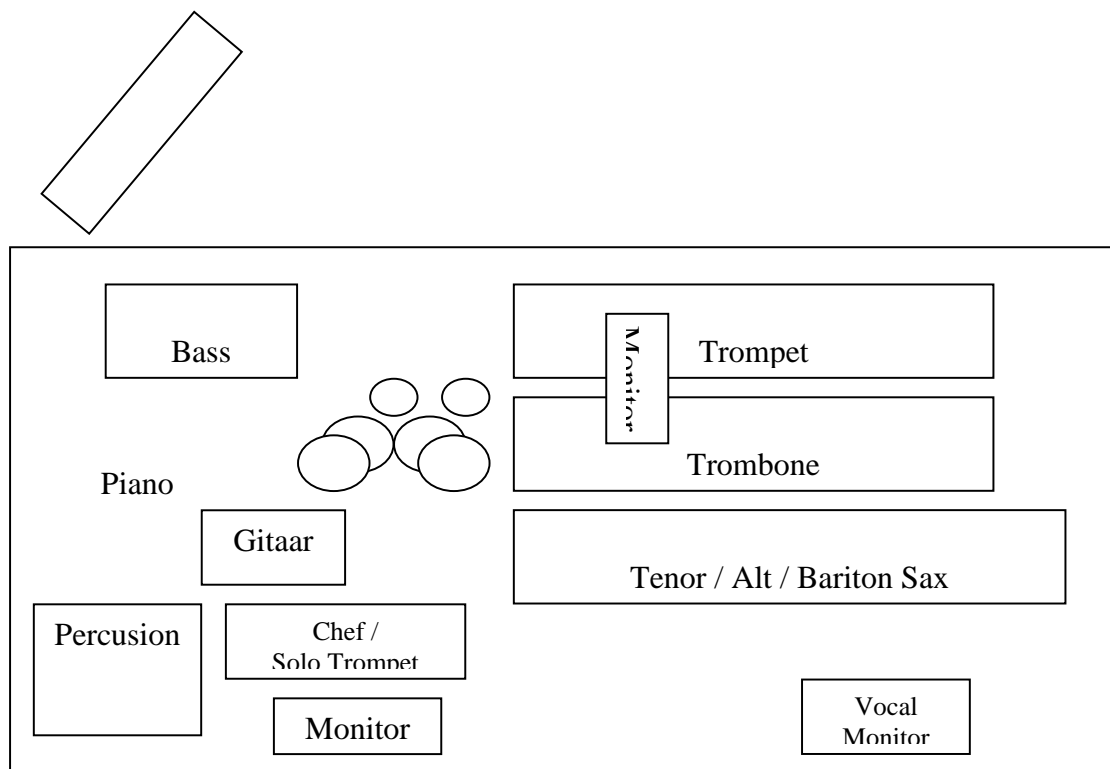 Bass
Monitor
Trompet
Trombone
Piano
Gitaar
Tenor / Alt / Bariton Sax
Percusion
Chef /
Solo Trompet
Monitor
Vocal
Monitor